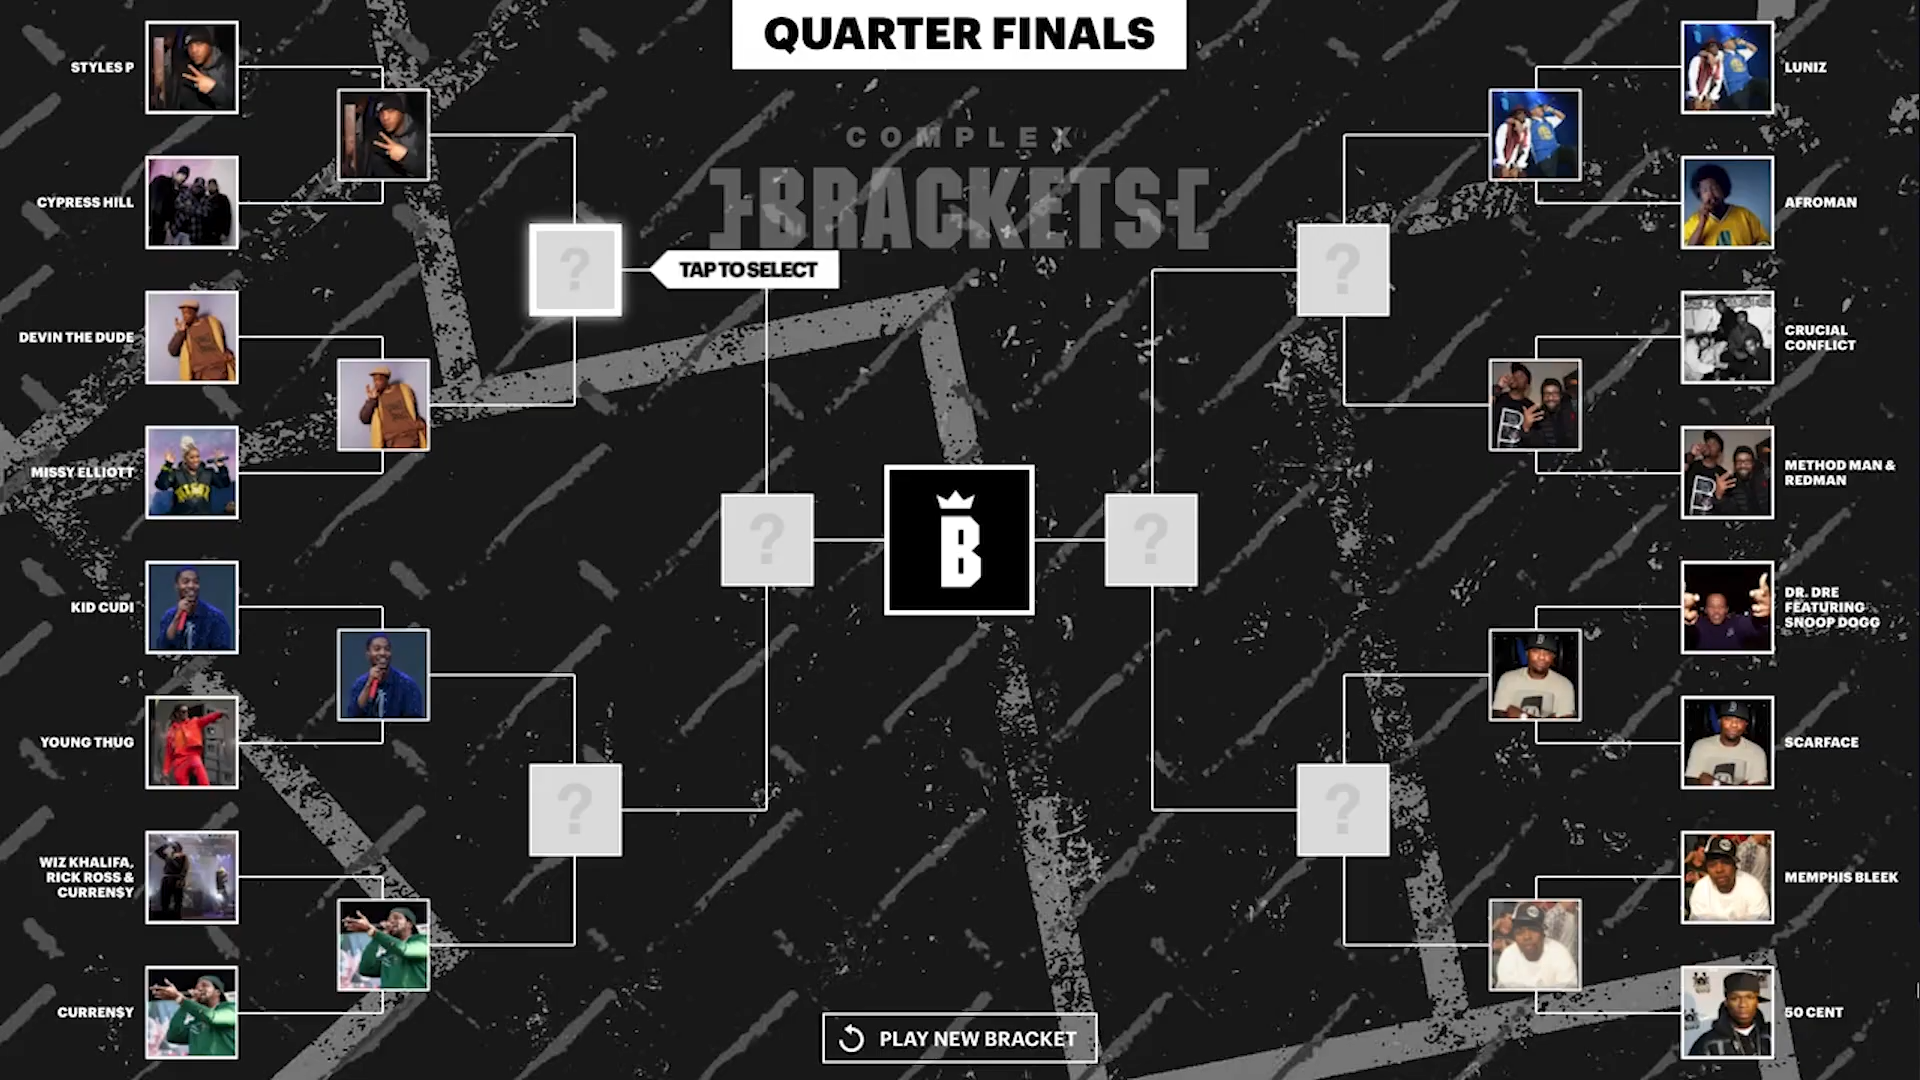 QUARTER FINALS
COMPLEX
BRACKETS
STYLES P
CYPRESS HILL
DEVIN THE DUDE
MISSY ELLIOTT
KID CUDI
YOUNG THUG
WIZ KHALIFA,
RICK ROSS &
CURREN$Y
CURREN$Y
?
TAP TO SELECT
?
?
B
?
?
?
LUNIZ
AFROMAN
CRUCIAL
CONFLICT
METHOD MAN &
REDMAN
DR. DRE
FEATURING
SNOOP DOGG
SCARFACE
MEMPHIS BLEEK
50 CENT
PLAY NEW BRACKET